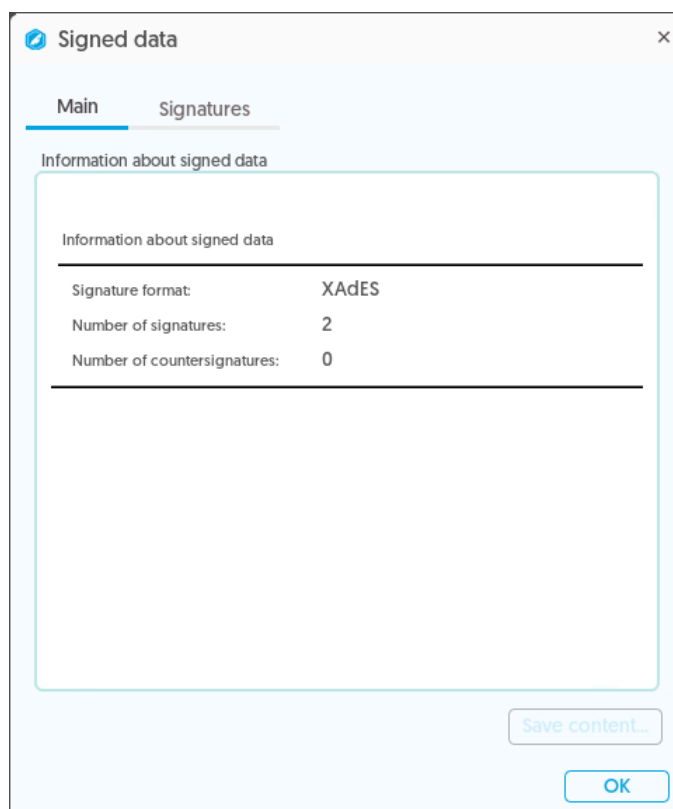 Signed data
Main Signatures
Information about signed data
Information about signed data
Signature format: XAdES
Number of signatures: 2
Number of countersignatures: 0
Save content...
OK